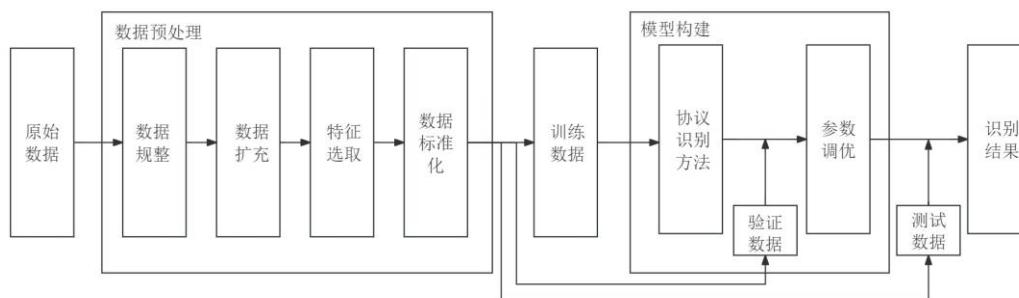 数据预处理
模型构建
原始
数据
数据
规整
数据
扩充
特征
选取
数据
标准
化
训练
数据
协议
识别
方法
验证
数据
参数
调优
测试
数据
识别
结果